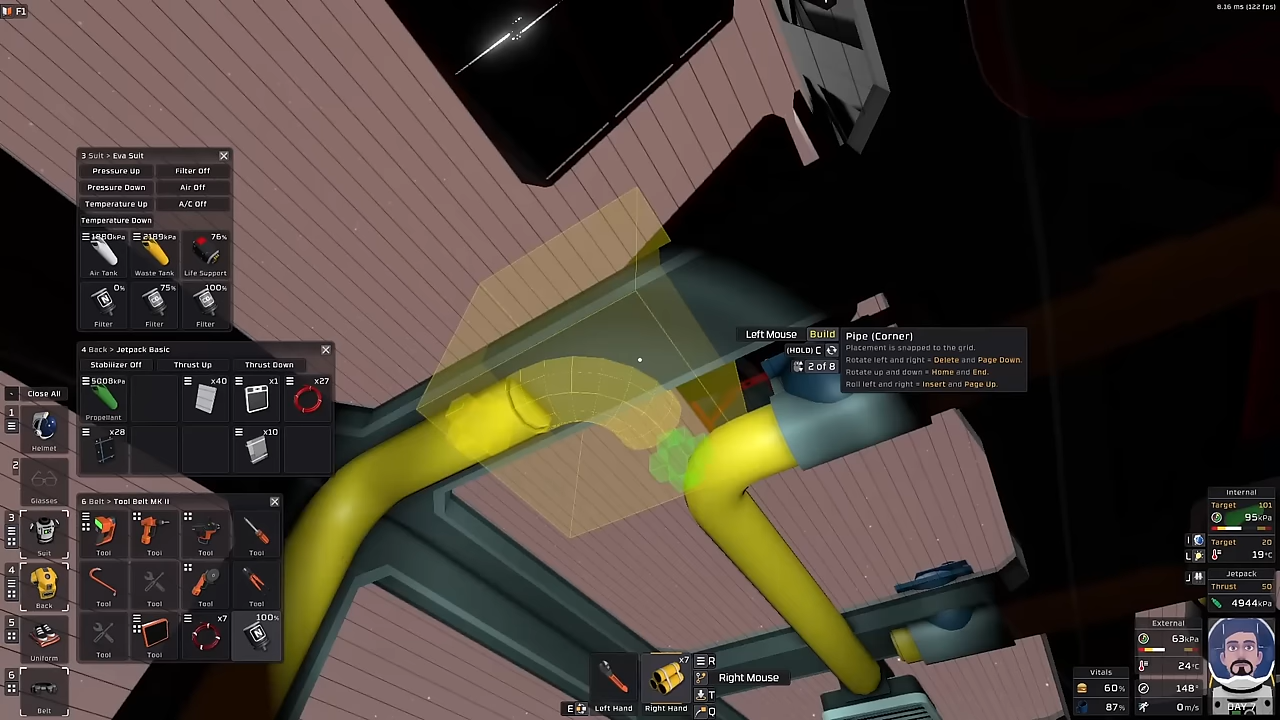 F1
8.16 ms (122 fps)
3 Suit > Eva Suit
Pressure Up
Filter Off
Pressure Down
Air Off
Temperature Up
A/C Off
Temperature Down
1880kPa
2189kPa
76%
Air Tank
Waste Tank
Life Support
0%
75%
100%
Filter
Filter
Filter
4 Back > Jetpack Basic
Stabilizer Off
Thrust Up
Thrust Down
5008kPa
x40
x1
x27
Propellant
x28
x10
6 Belt > Tool Belt MK II
Tool
Tool
Tool
Tool
Tool
Tool
Tool
Tool
x7
100%
Tool
Tool
Close All
1
Helmet
2
Glasses
3
Suit
4
Back
5
Uniform
6
Belt
Left Mouse
Build
(HOLD) C
2 of 8
Pipe (Corner)
Placement is snapped to the grid.
Rotate left and right = Delete and Page Down.
Rotate up and down = Home and End.
Roll left and right = Insert and Page Up.
E
Left Hand
x7
Right Hand
R
T
Q
Right Mouse
Internal
Target 101
95kPa
Target 20
19°C
I
L
J
Jetpack
Thrust 50
4944kPa
External
63kPa
24°C
148°
0m/s
Vitals
60%
87%
DAY 7